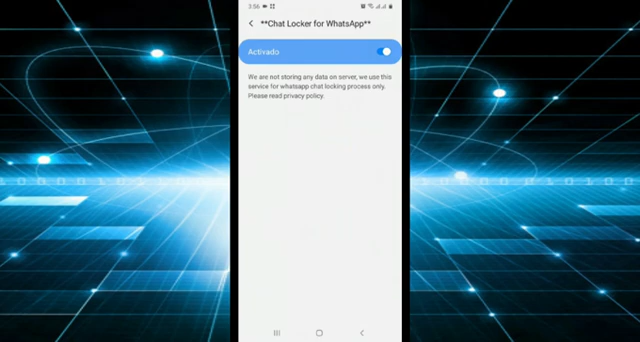 3:56
**Chat Locker for WhatsApp**
Activado
We are not storing any data on server, we use this
service for whatsapp chat locking process only.
Please read privacy policy.